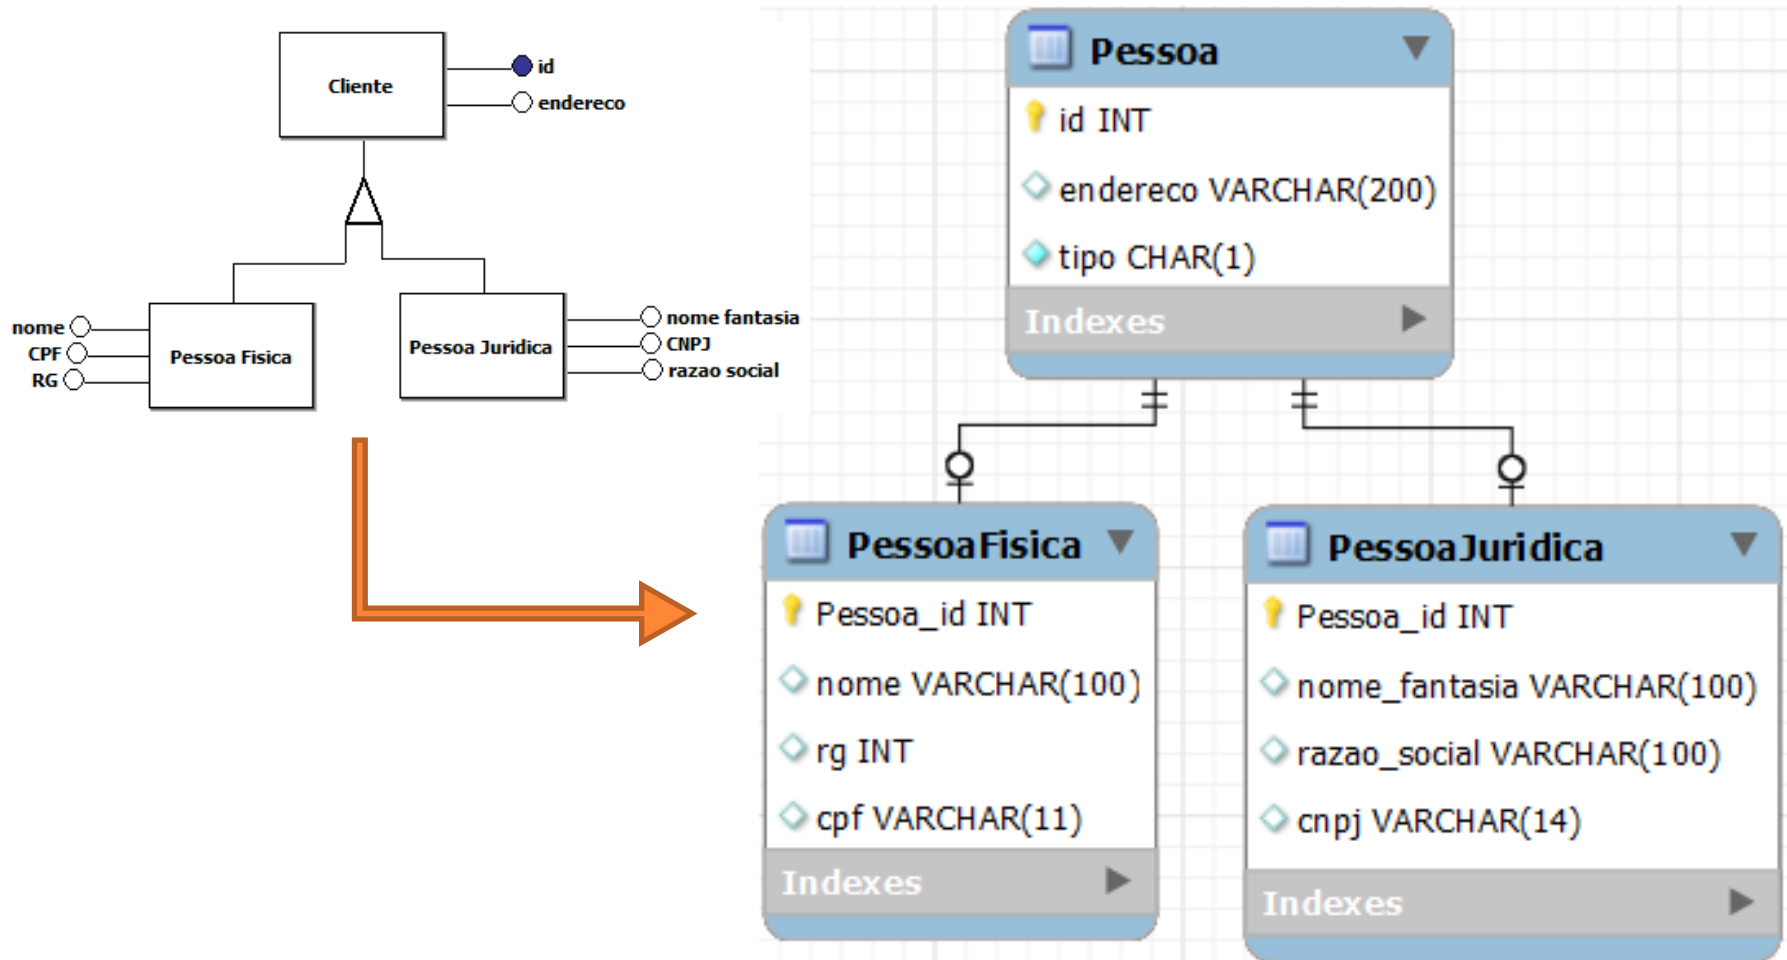 Cliente
id
endereco
nome
CPF
RG
Pessoa Fisica
Pessoa Juridica
nome fantasia
CNPJ
razao social
Pessoa
id INT
endereco VARCHAR(200)
tipo CHAR(1)
Indexes
PessoaFisica
Pessoa_id INT
nome VARCHAR(100)
rg INT
cpf VARCHAR(11)
Indexes
PessoaJuridica
Pessoa_id INT
nome_fantasia VARCHAR(100)
razao_social VARCHAR(100)
cnpj VARCHAR(14)
Indexes